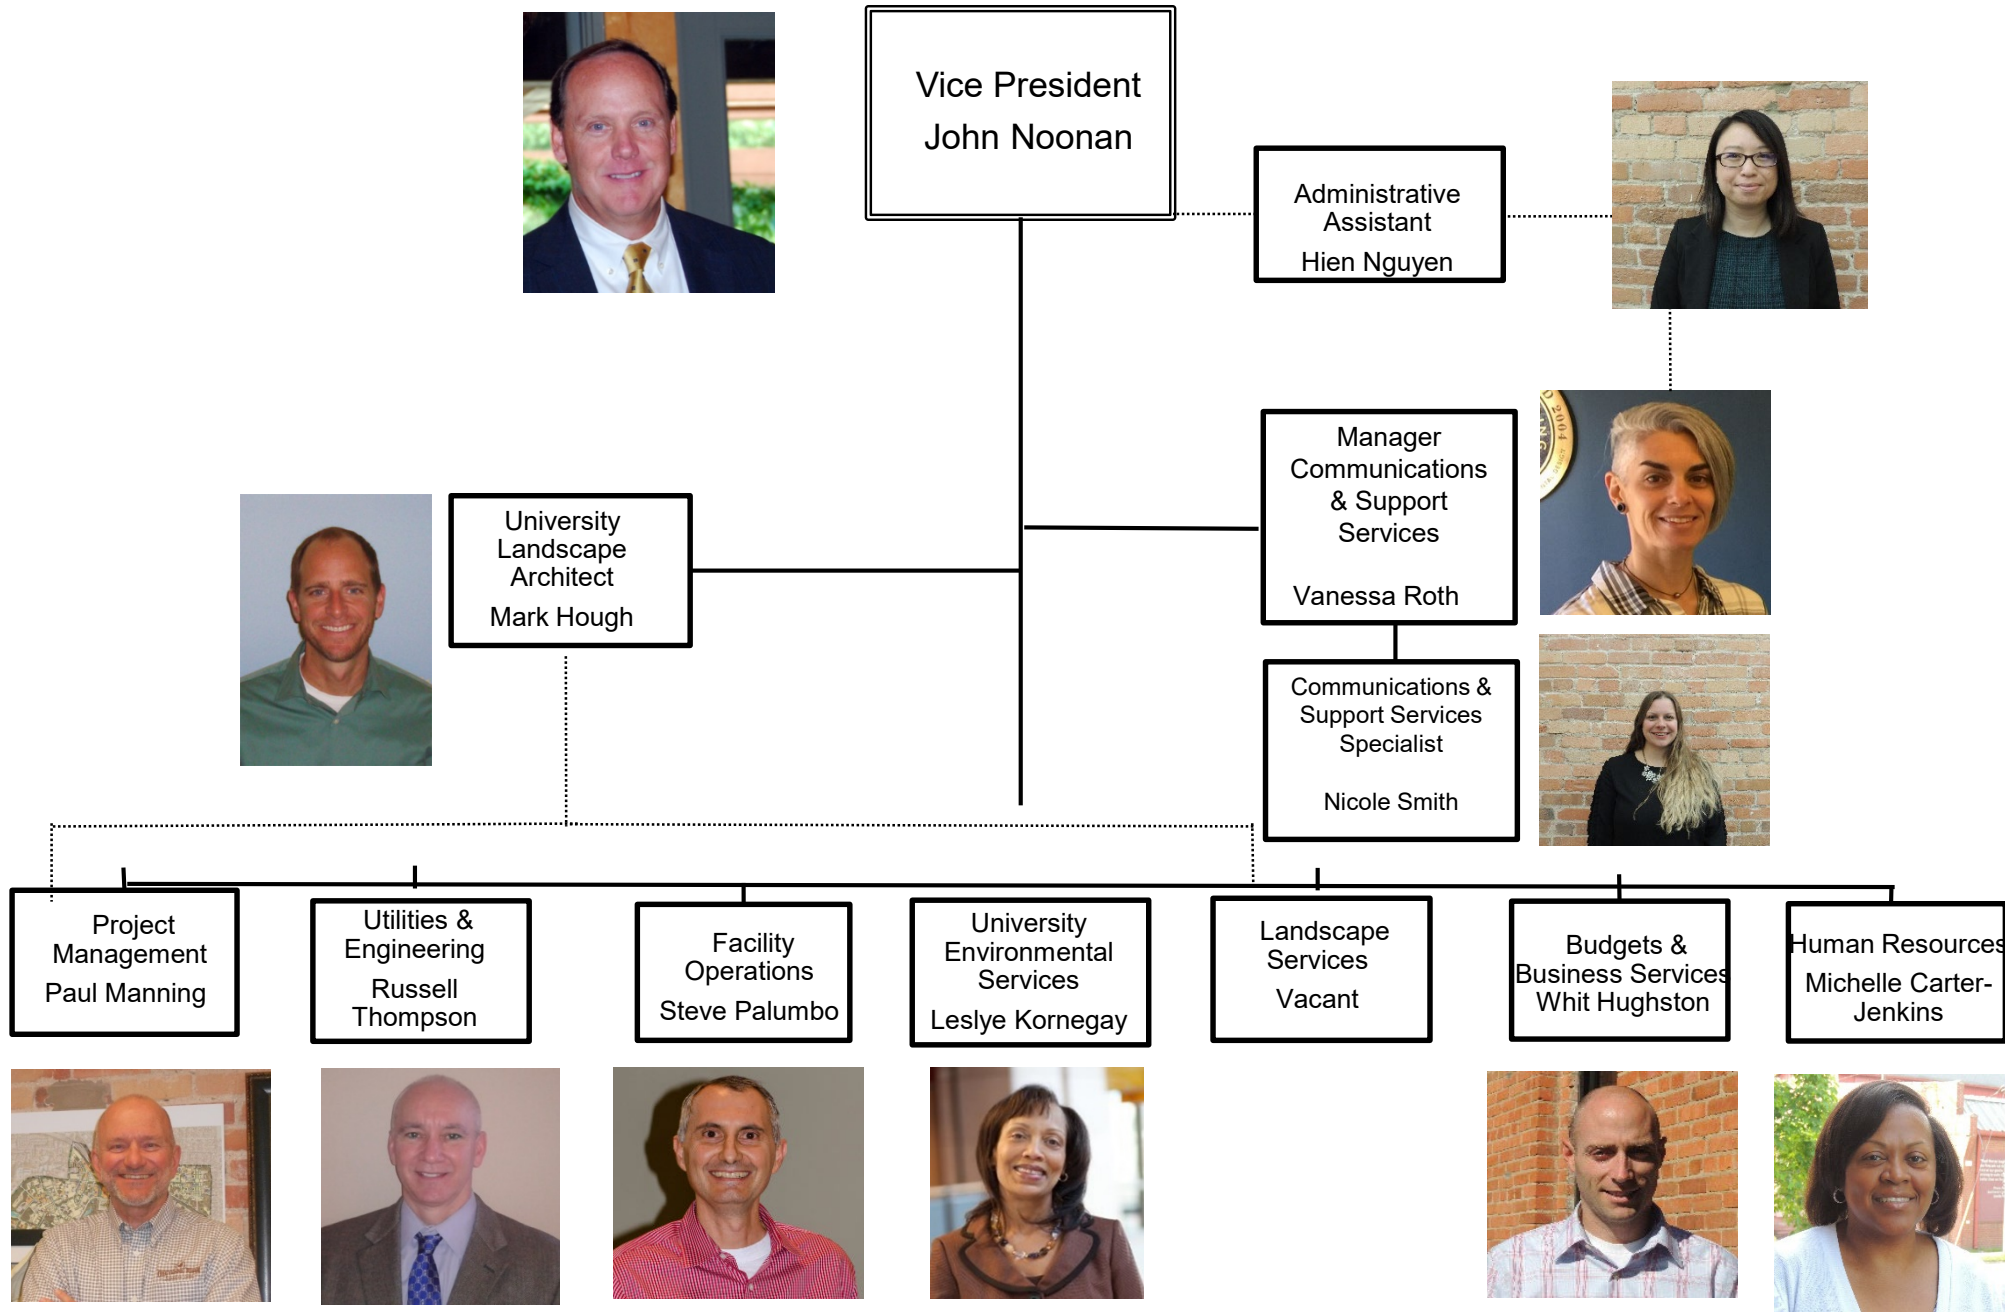 Vice President
John Noonan
Administrative
Assistant
Hien Nguyen
Manager
Communications
& Support
Services
Vanessa Roth
University
Landscape
Architect
Mark Hough
Communications &
Support Services
Specialist
Nicole Smith
Project
Management
Paul Manning
Utilities &
Engineering
Russell
Thompson
Facility
Operations
Steve Palumbo
University
Environmental
Services
Leslye Kornegay
Landscape
Services
Vacant
Budgets &
Business Services
Whit Hughston
Human Resources
Michelle Carter-
Jenkins
2004